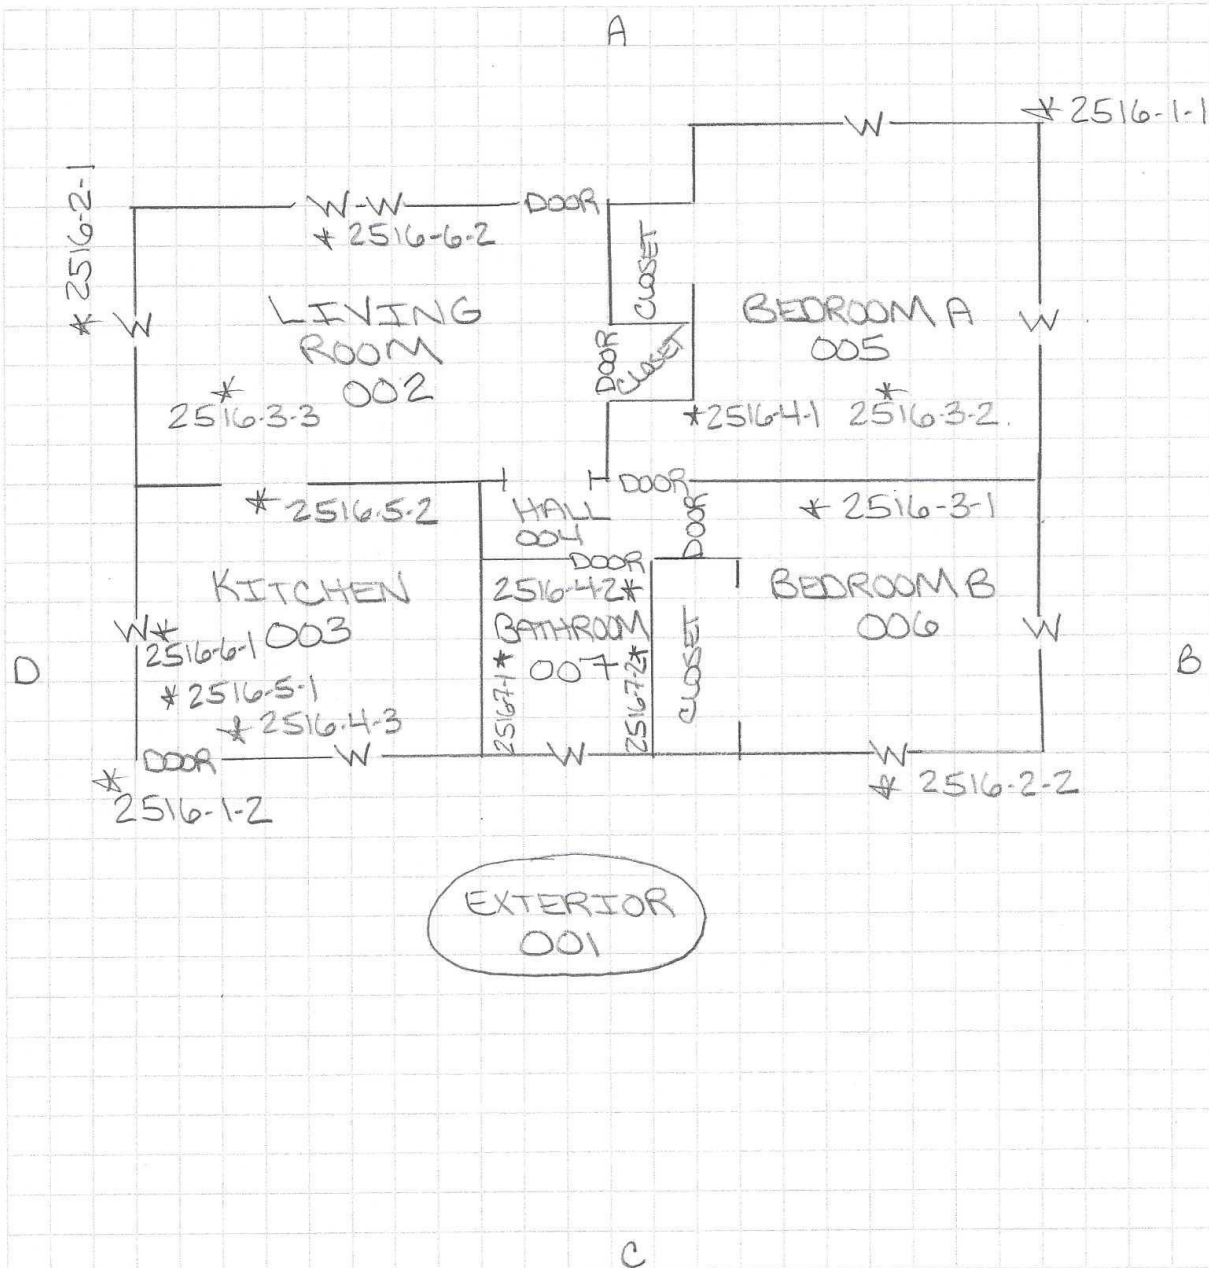 A
* 2516-1-1
W
* 2516-2-1
W-W
DOOR
* 2516-6-2
CLOSET
LIVING
ROOM
002
W
BEDROOM A
005
W
DOOR
CLOSET
*
2516-3-3
*2516-4-1
*
2516-3-2.
DOOR
* 2516-5-2
HALL
004
DOOR
* 2516-3-1
DOOR
KITCHEN
003
2516-4-2*
BATHROOM
007
BEDROOM B
006
W
W*
2516-6-1
* 2516-5-1
* 2516-4-3
2516-7-1*
2516-7-2*
CLOSET
D
B
DOOR
W
W
W
*
2516-1-2
* 2516-2-2
EXTERIOR
001
C